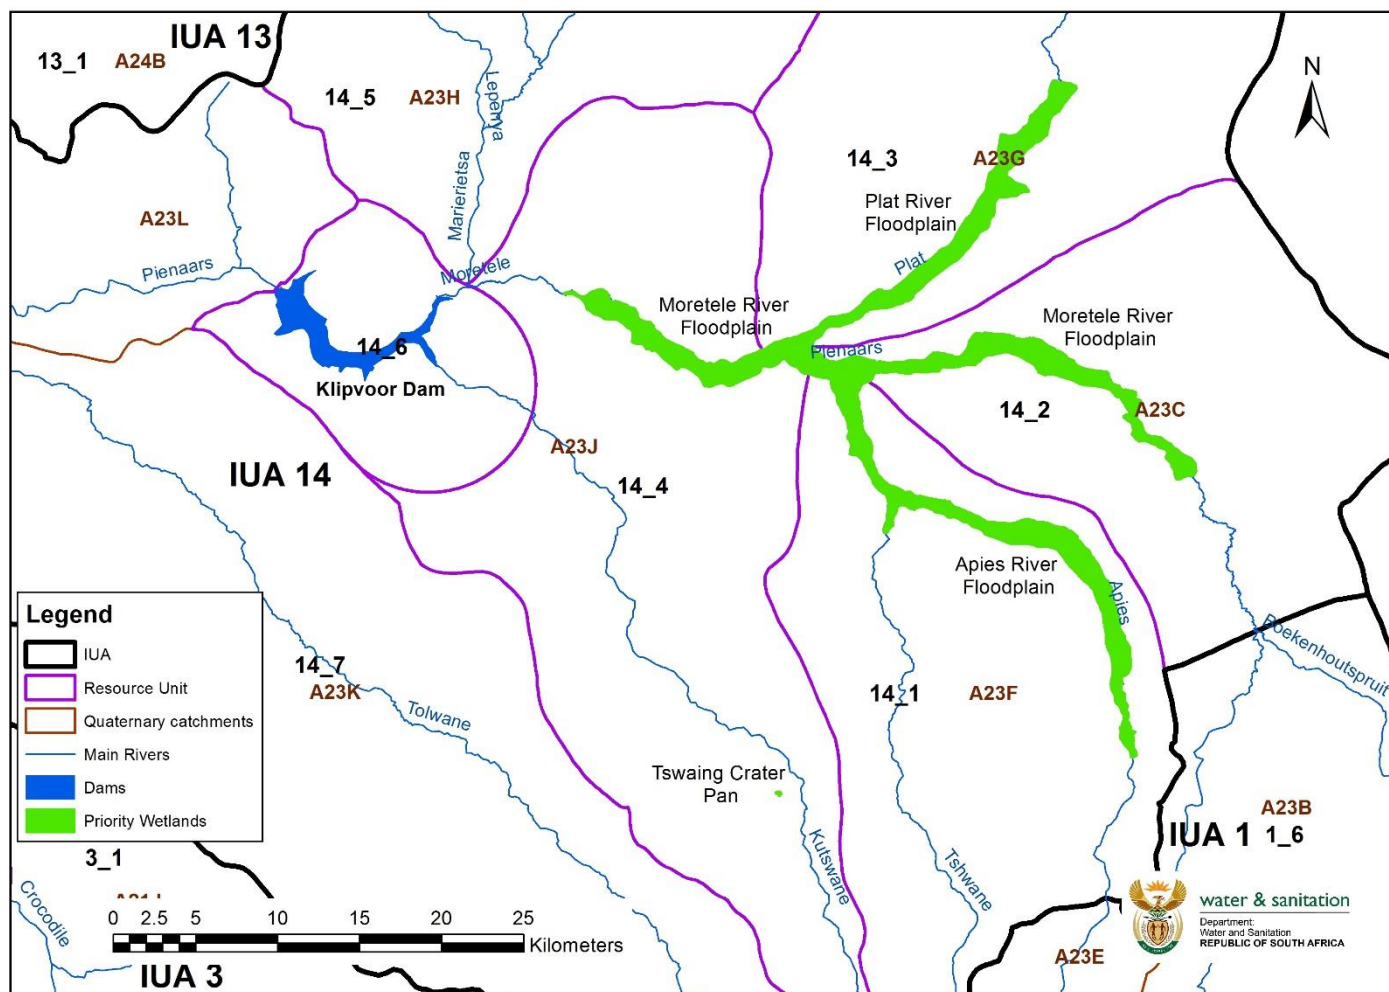 IUA 13
13_1
A24B
14_5
A23H
Lepenya
N
14_3
A23G
Plat River
Floodplain
A23L
Marierietsa
Pienaars
Moretele
Plat
Moretele River
Floodplain
Moretele River
Floodplain
14_6
Pienaars
Klipvoor Dam
14_2
A23C
A23J
IUA 14
14_4
Apies River
Floodplain
Apies
Legend
IUA
Resource Unit
Quaternary catchments
Main Rivers
Dams
Priority Wetlands
Boekenhoutspruit
14_7
A23K
Tolwane
14_1
A23F
Tswaing Crater
Pan
Kutswane
Tshwane
A23B
IUA 1
1_6
3_1
Crocodile
0 2.5 5 10 15 20 25
Kilometers
IUA 3
A23E
water & sanitation
Department:
Water and Sanitation
REPUBLIC OF SOUTH AFRICA